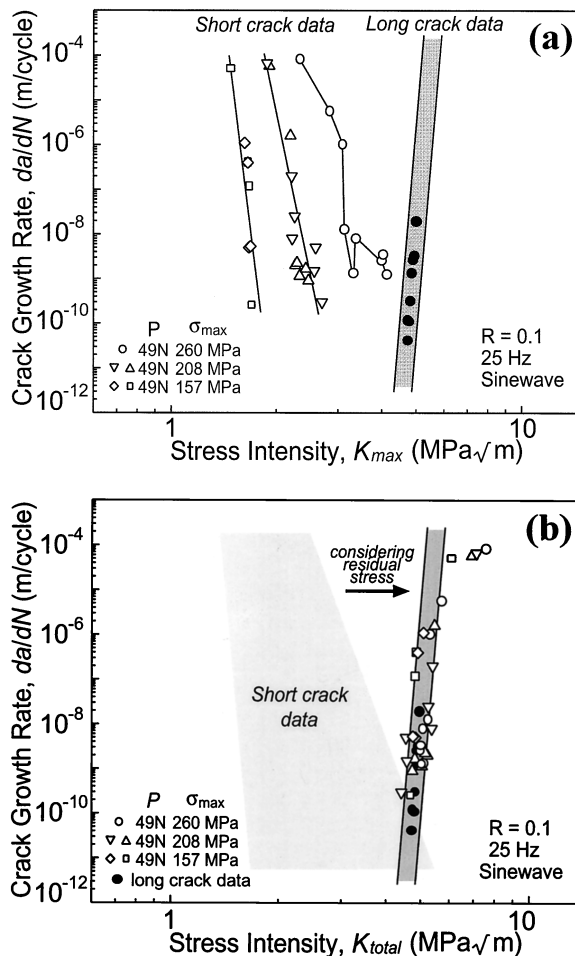 Short crack data Long crack data (a)
10⁻⁴
10⁻⁶
10⁻⁸
10⁻¹⁰
10⁻¹²
Crack Growth Rate, da/dN (m/cycle)
P σmax
○ 49N 260 MPa
▽ △ 49N 208 MPa
◇ □ 49N 157 MPa
R = 0.1
25 Hz
Sinewave
1 10
Stress Intensity, Kmax (MPa√m)
(b)
10⁻⁴
10⁻⁶
10⁻⁸
10⁻¹⁰
10⁻¹²
Crack Growth Rate, da/dN (m/cycle)
considering
residual
stress
Short crack
data
P σmax
○ 49N 260 MPa
▽ △ 49N 208 MPa
◇ □ 49N 157 MPa
● long crack data
R = 0.1
25 Hz
Sinewave
1 10
Stress Intensity, Ktotal (MPa√m)